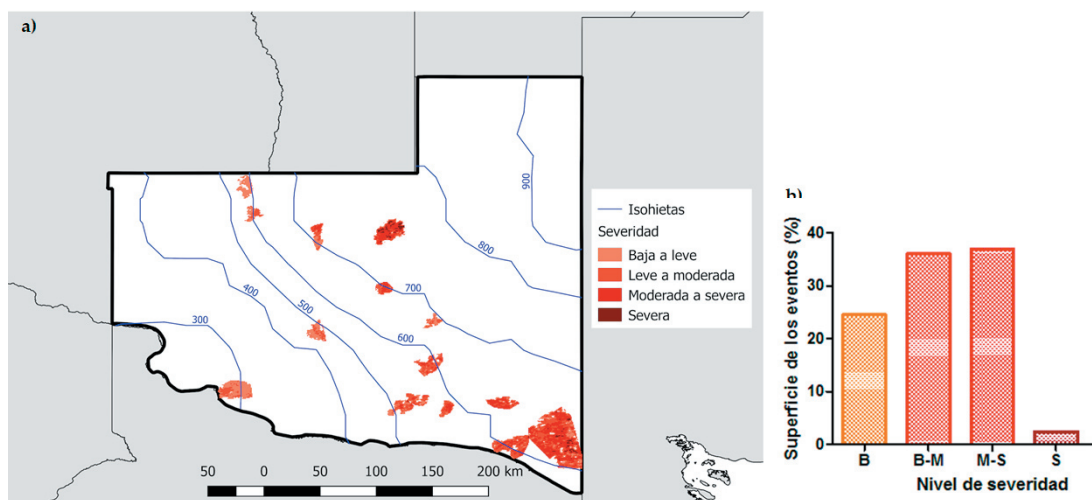 a)
900
800
700
600
500
400
300
Isohietas
Severidad
Baja a leve
Leve a moderada
Moderada a severa
Severa
50 0 50 100 150 200 km
b)
Superficie de los eventos (%)
40
30
20
10
0
B B-M M-S S
Nivel de severidad